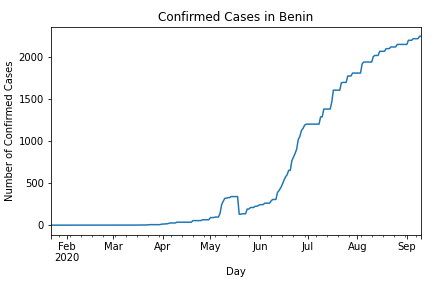 Confirmed Cases in Benin
Number of Confirmed Cases
2000
1500
1000
500
0
Feb Mar Apr May Jun Jul Aug Sep
2020
Day